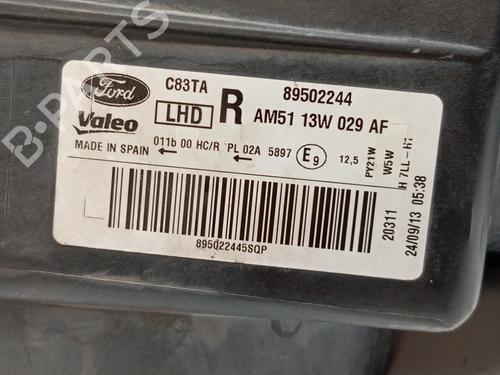 B-PARTS
Ford
C83TA
89502244
Valeo
LHD
R
AM51 13W 029 AF
MADE IN SPAIN
011b 00 HC/R
PL 02A
5897
E9
12,5
PY21W
W5W
20311
24/09/13 05:38
895022445SQP